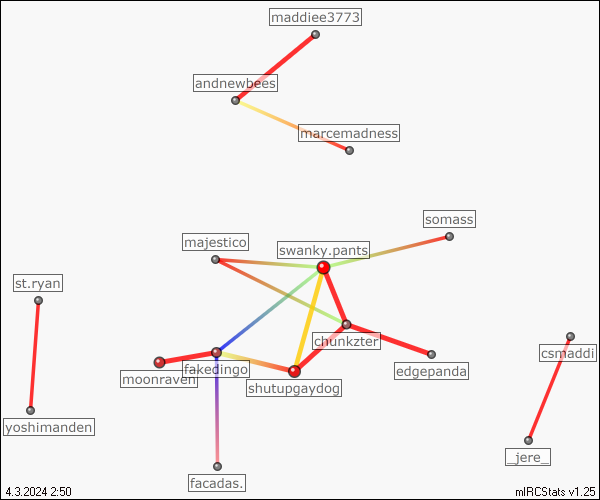 maddiee3773
andnewbees
marcemadness
somass
majestico
swanky.pants
st.ryan
chunkzter
csmaddi
fakedingo
edgepanda
moonraven
shutupgaydog
yoshimanden
_jere_
facadas.
4.3.2024 2:50
mIRCStats v1.25